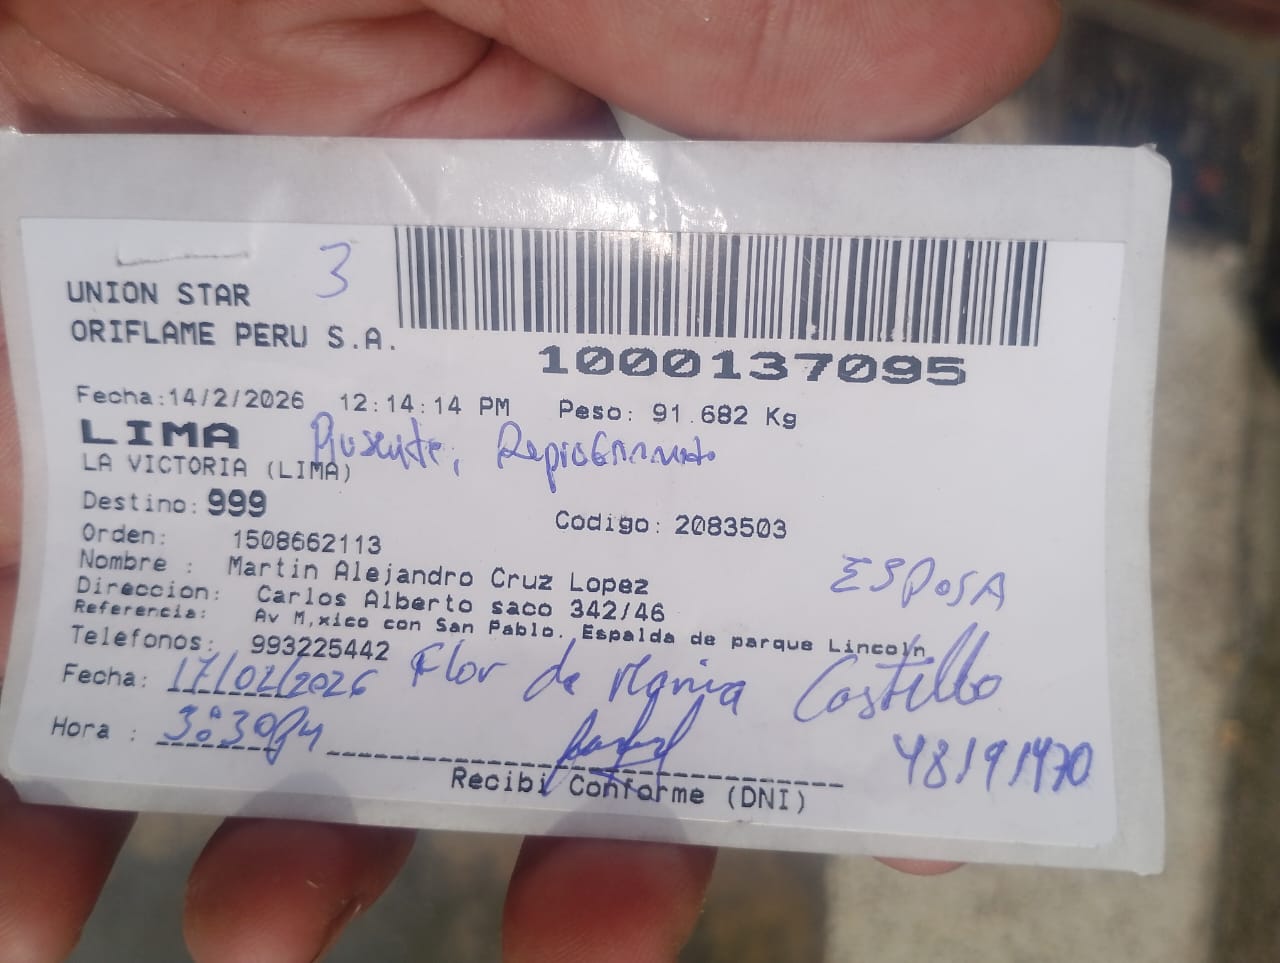 3
UNION STAR
ORIFLAME PERU S.A.
1000137095
Fecha:14/2/2026 12:14:14 PM Peso: 91.682 Kg
LIMA
LA VICTORIA (LIMA)
Destino: 999
Codigo: 2083503
Orden: 1508662113
Nombre : Martin Alejandro Cruz Lopez
ESPOSA
Direccion: Carlos Alberto saco 342/46
Referencia: Av M,xico con San Pablo. Espalda de parque Lincoln
Telefonos: 993225442
Flor de Maria Castillo
Fecha: 17/02/2026
Hora : 3:30PM
48191970
Recibi Conforme (DNI)